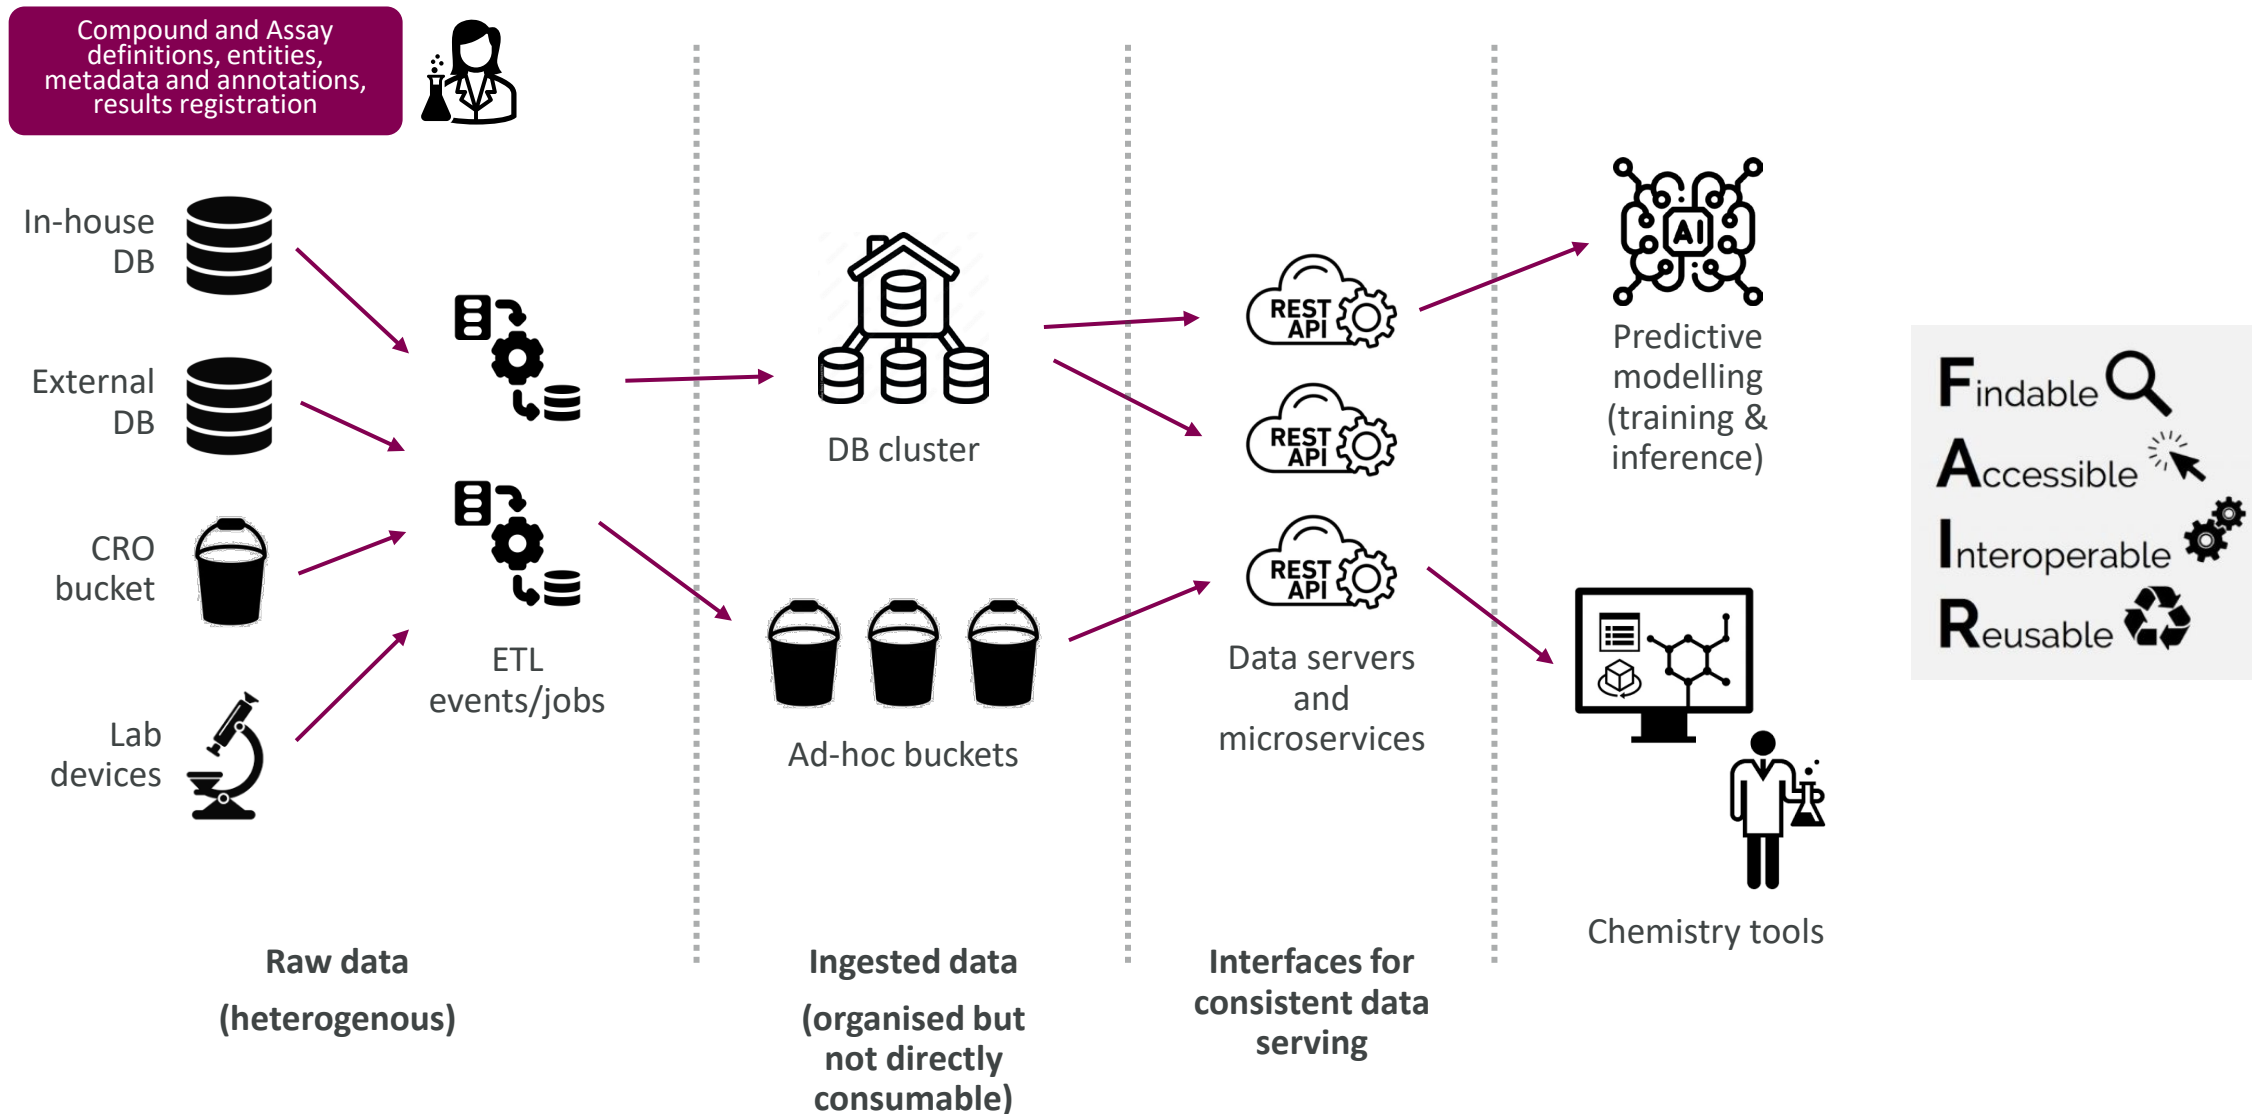 Compound and Assay
definitions, entities,
metadata and annotations,
results registration
In-house
DB
External
DB
CRO
bucket
Lab
devices
ETL
events/jobs
Raw data
(heterogenous)
DB cluster
Ad-hoc buckets
Ingested data
(organised but
not directly
consumable)
REST
API
REST
API
REST
API
Data servers
and
microservices
Interfaces for
consistent data
serving
AI
Predictive
modelling
(training &
inference)
Chemistry tools
Findable
Accessible
Interoperable
Reusable